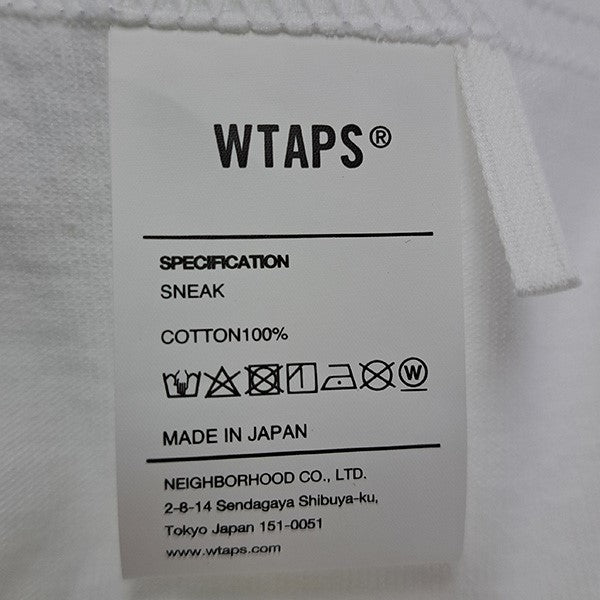 WTAPS®
SPECIFICATION
SNEAK
COTTON100%
W
MADE IN JAPAN
NEIGHBORHOOD CO., LTD.
2-8-14 Sendagaya Shibuya-ku,
Tokyo Japan 151-0051
www.wtaps.com